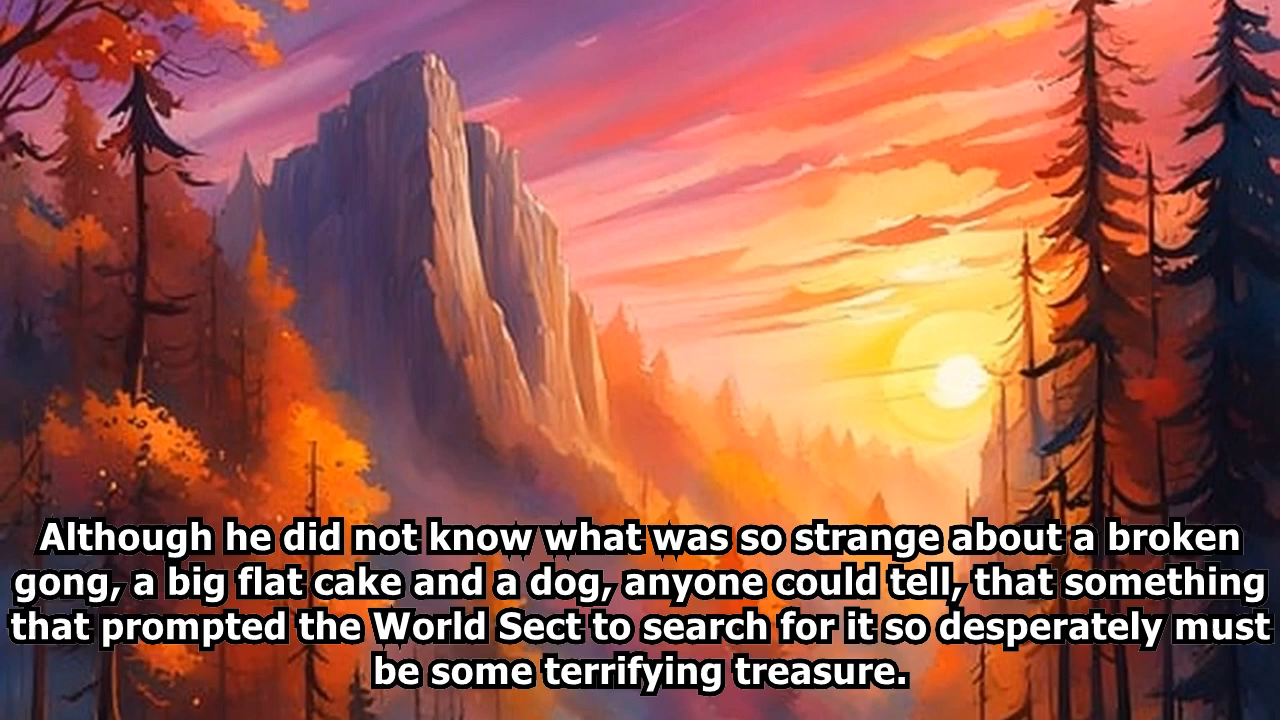 Although he did not know what was so strange about a broken
gong, a big flat cake and a dog, anyone could tell, that something
that prompted the World Sect to search for it so desperately must
be some terrifying treasure.